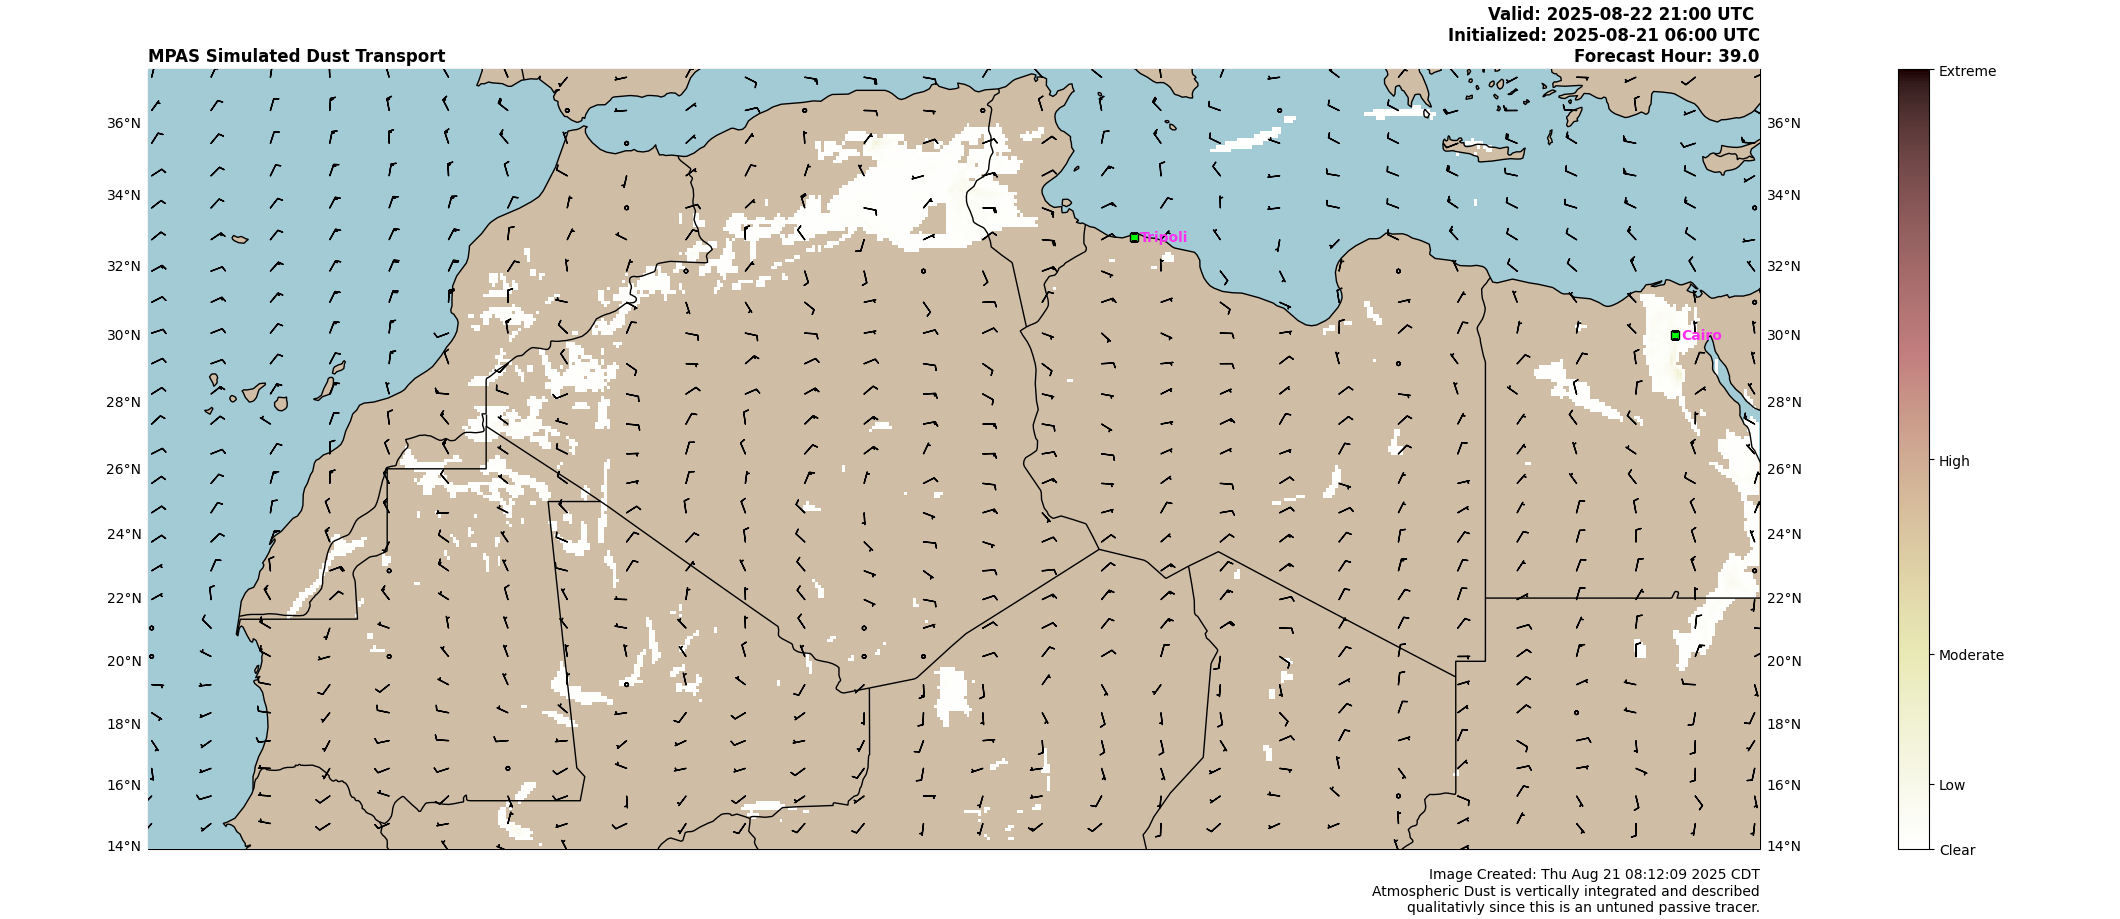 Valid: 2025-08-22 21:00 UTC
Initialized: 2025-08-21 06:00 UTC
MPAS Simulated Dust Transport
Forecast Hour: 39.0
Extreme
36°N
36°N
34°N
34°N
Tripoli
32°N
32°N
30°N
Cairo
30°N
28°N
28°N
26°N
26°N
High
24°N
24°N
22°N
22°N
20°N
20°N
Moderate
18°N
18°N
16°N
16°N
Low
14°N
14°N
Clear
Image Created: Thu Aug 21 08:12:09 2025 CDT
Atmospheric Dust is vertically integrated and described
qualitativly since this is an untuned passive tracer.